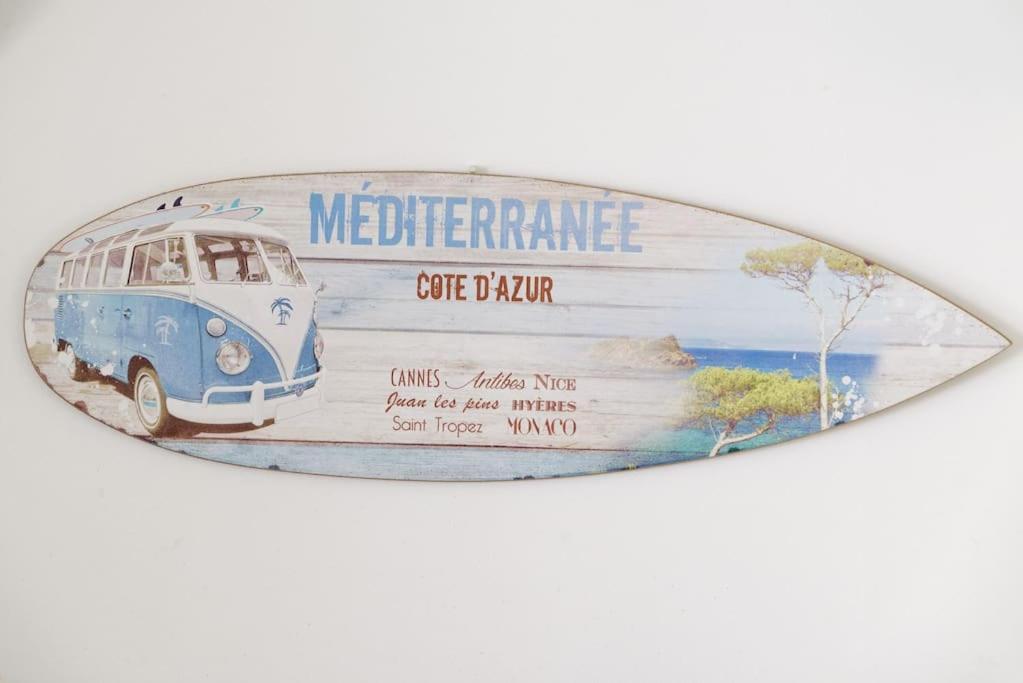 MÉDITERRANÉE
COTE D'AZUR
CANNES Antibes NICE
Juan les pins HYÈRES
Saint Tropez MONACO